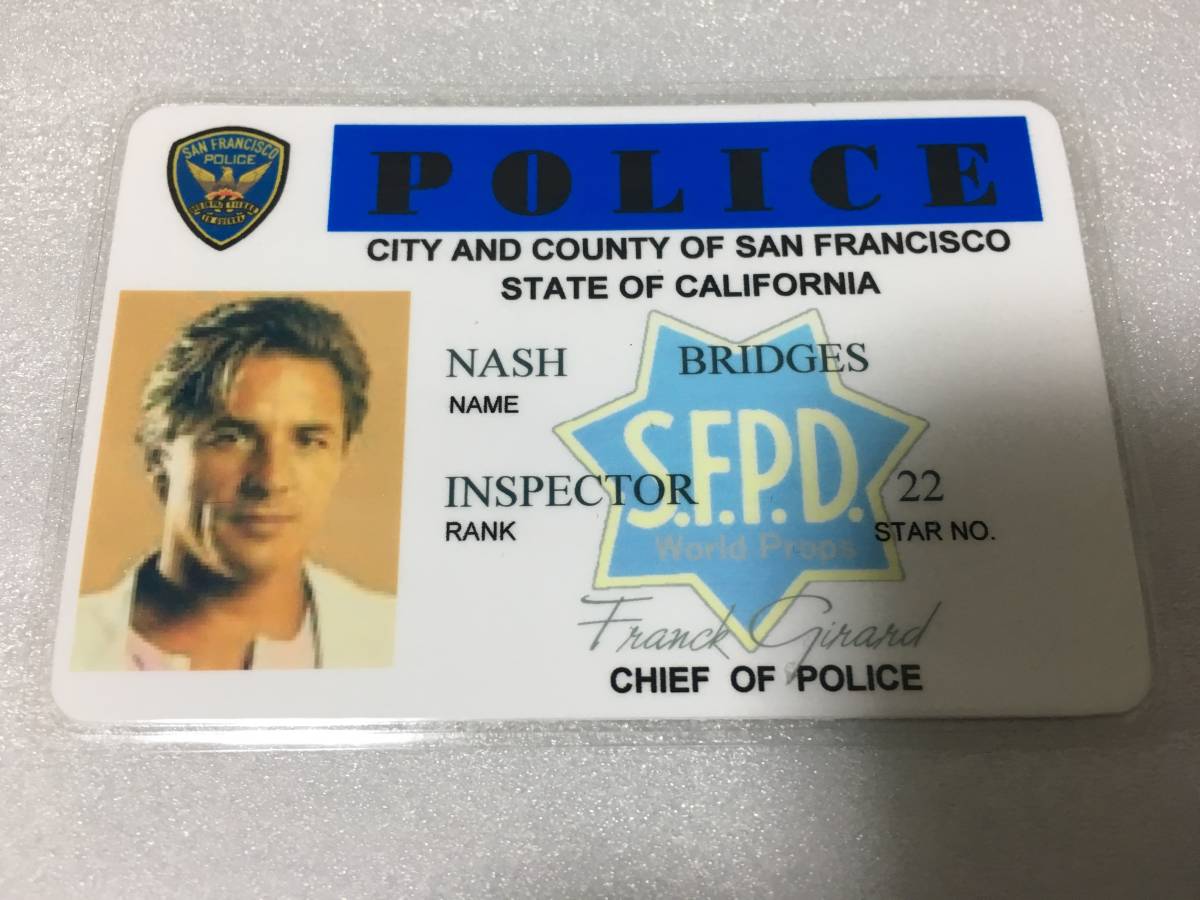 SAN FRANCISCO
POLICE
POLICE
CITY AND COUNTY OF SAN FRANCISCO
STATE OF CALIFORNIA
NASH BRIDGES
NAME
S.F.P.D.
INSPECTOR 22
RANK STAR NO.
World Props
Franck Girard
CHIEF OF POLICE